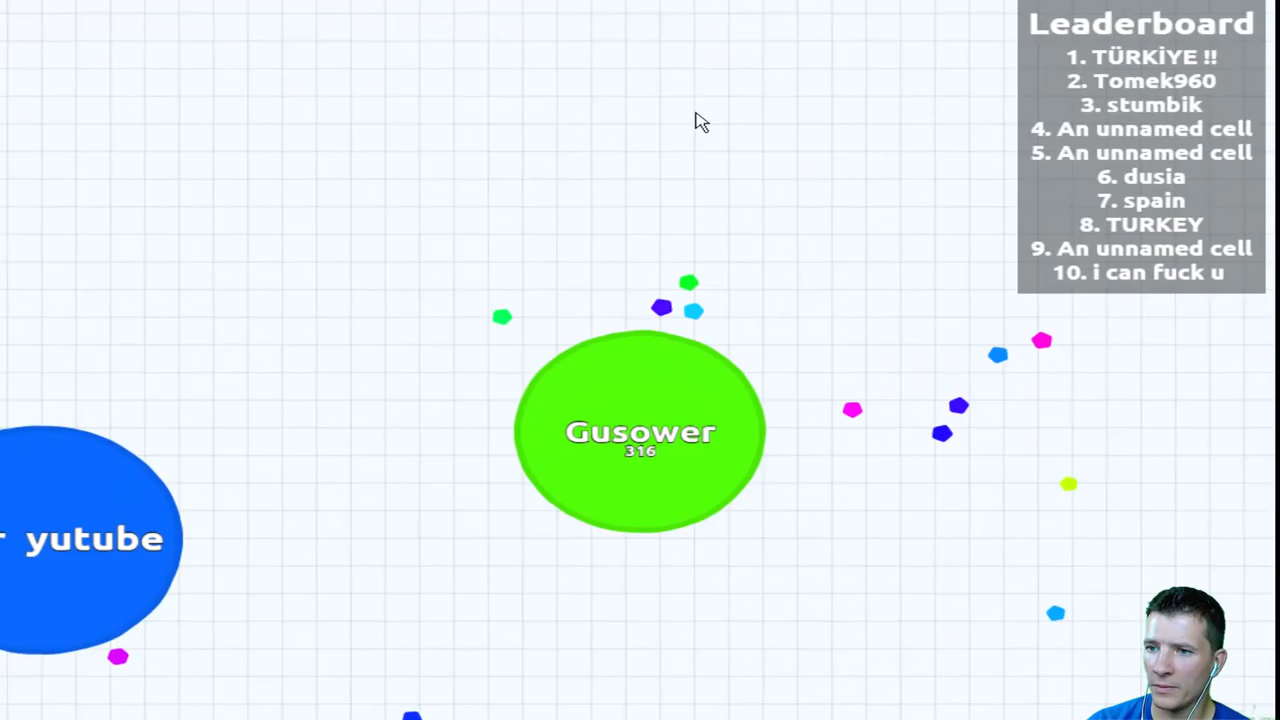 Leaderboard
1. TÜRKİYE !!
2. Tomek960
3. stumbik
4. An unnamed cell
5. An unnamed cell
6. dusia
7. spain
8. TURKEY
9. An unnamed cell
10. i can fuck u
Gusower
316
r yutube